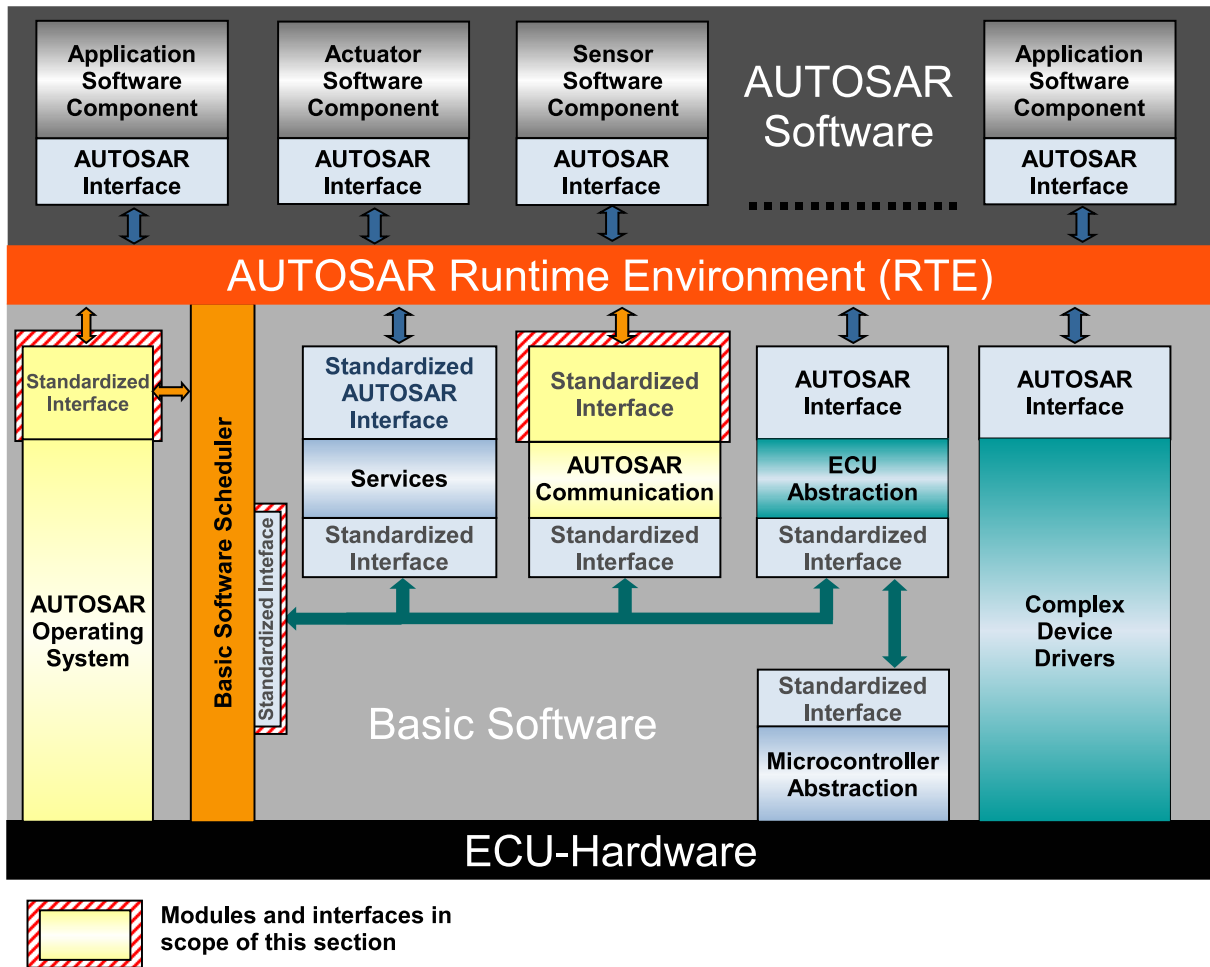 Application
Software
Component
AUTOSAR
Interface
Actuator
Software
Component
AUTOSAR
Interface
Sensor
Software
Component
AUTOSAR
Interface
AUTOSAR
Software
Application
Software
Component
AUTOSAR
Interface
AUTOSAR Runtime Environment (RTE)
Standardized
Interface
AUTOSAR
Operating
System
Basic Software Scheduler
Standardized Inteface
Standardized
AUTOSAR
Interface
Services
Standardized
Interface
Standardized
Interface
AUTOSAR
Communication
Standardized
Interface
AUTOSAR
Interface
ECU
Abstraction
Standardized
Interface
Standardized
Interface
Microcontroller
Abstraction
AUTOSAR
Interface
Complex
Device
Drivers
Basic Software
ECU-Hardware
Modules and interfaces in
scope of this section